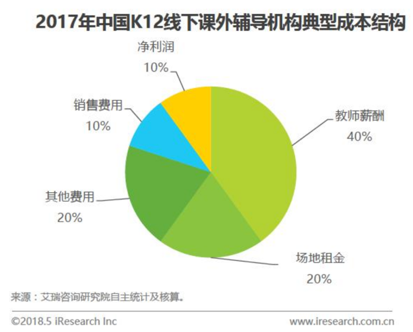 2017年中国K12线下课外辅导机构典型成本结构
净利润
10%
销售费用
10%
教师薪酬
40%
其他费用
20%
场地租金
20%
来源：艾瑞咨询研究院自主统计及核算。
©2018.5 iResearch Inc
www.iresearch.com.cn